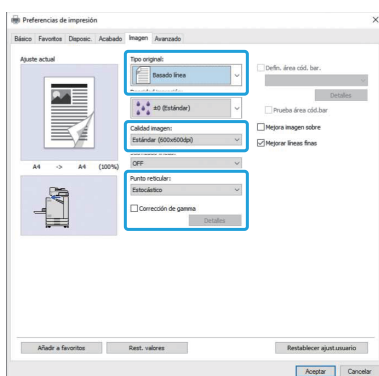 Preferencias de impresión
Básico Favoritos Disposic. Acabado Imagen Avanzado
Ajuste actual
A4 -> A4 (100%)
Tipo original:
Basado línea
±0 (Estándar)
Calidad imagen:
Estándar (600x600dpi)
OFF
Punto reticular:
Estocástico
Corrección de gamma
Detalles
Defin. área cód. bar.
Detalles
Prueba área cód.bar
Mejora imagen sobre
Mejorar líneas finas
Añadir a favoritos
Rest. valores
Restablecer ajust.usuario
Aceptar Cancelar